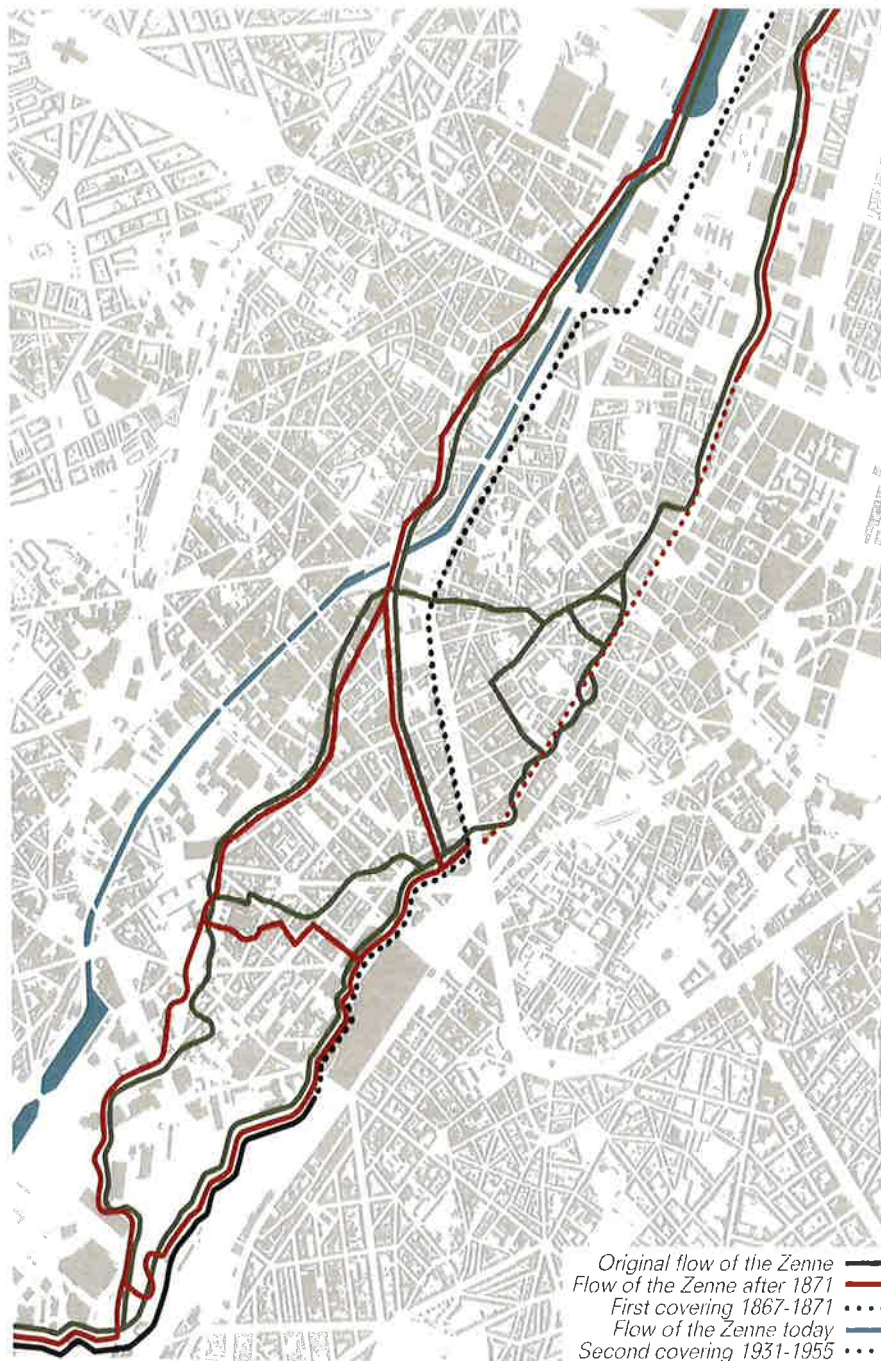 Original flow of the Zenne
Flow of the Zenne after 1871
First covering 1867-1871
Flow of the Zenne today
Second covering 1931-1955